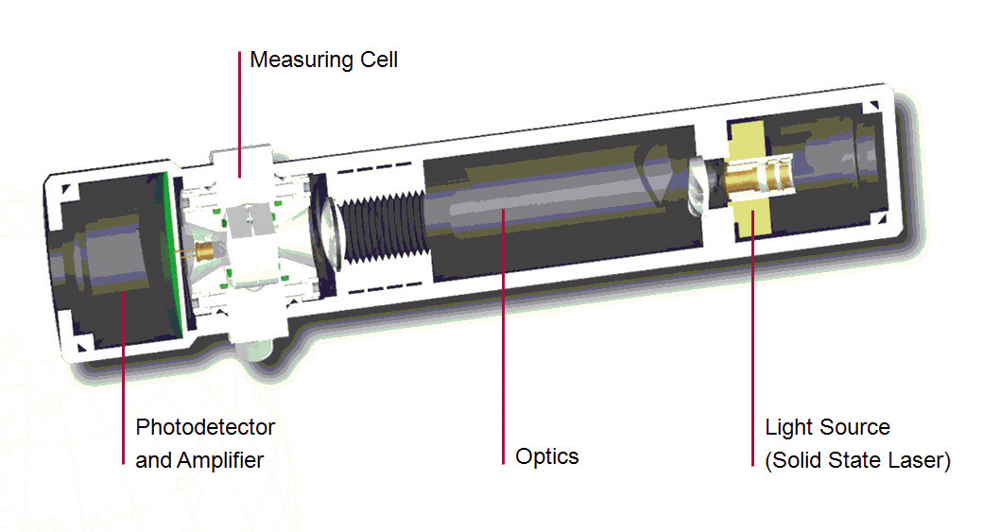 Measuring Cell
Photodetector
and Amplifier
Optics
Light Source
(Solid State Laser)